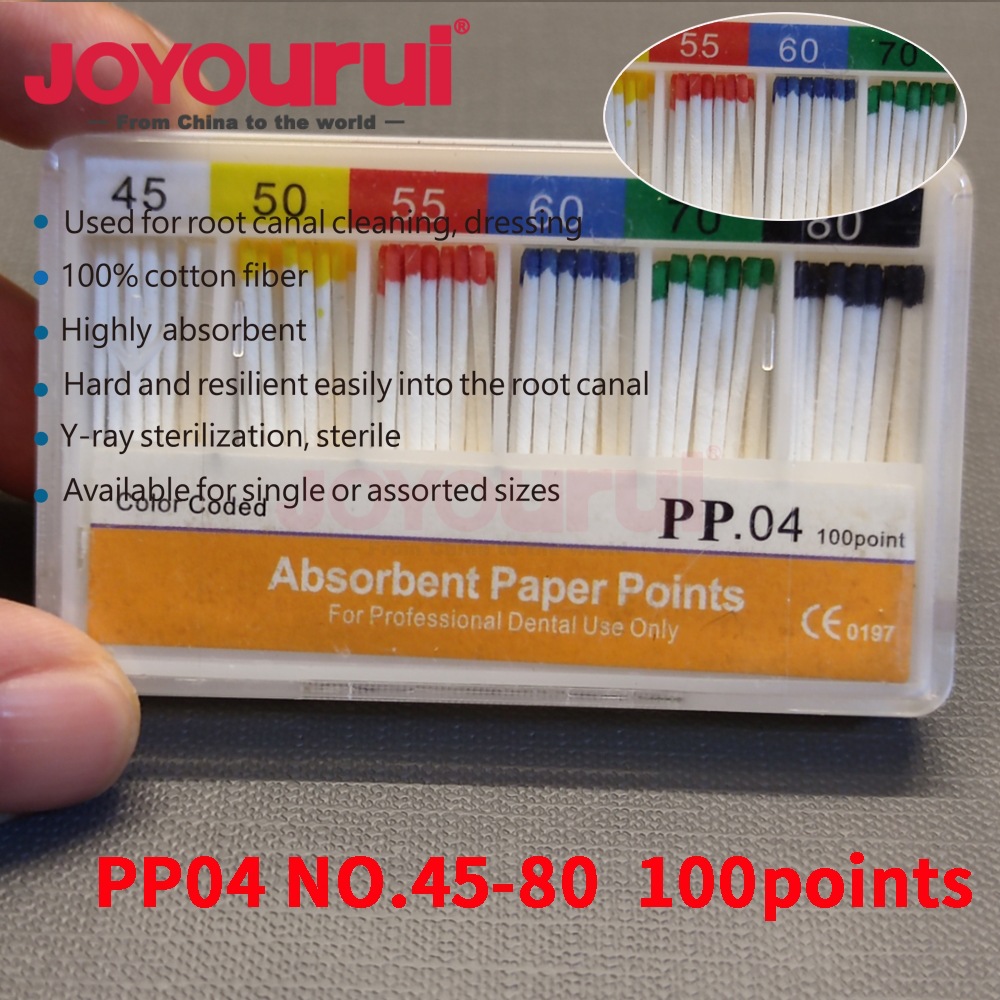 JOYOURUI®
— From China to the world —
55 60 70
45 50 55 60 70 80
• Used for root canal cleaning, dressing
• 100% cotton fiber
• Highly absorbent
• Hard and resilient easily into the root canal
• Y-ray sterilization, sterile
• Available for single or assorted sizes
JOYOURUI
Color Coded
PP.04 100point
Absorbent Paper Points
For Professional Dental Use Only
CE 0197
PP04 NO.45-80 100points